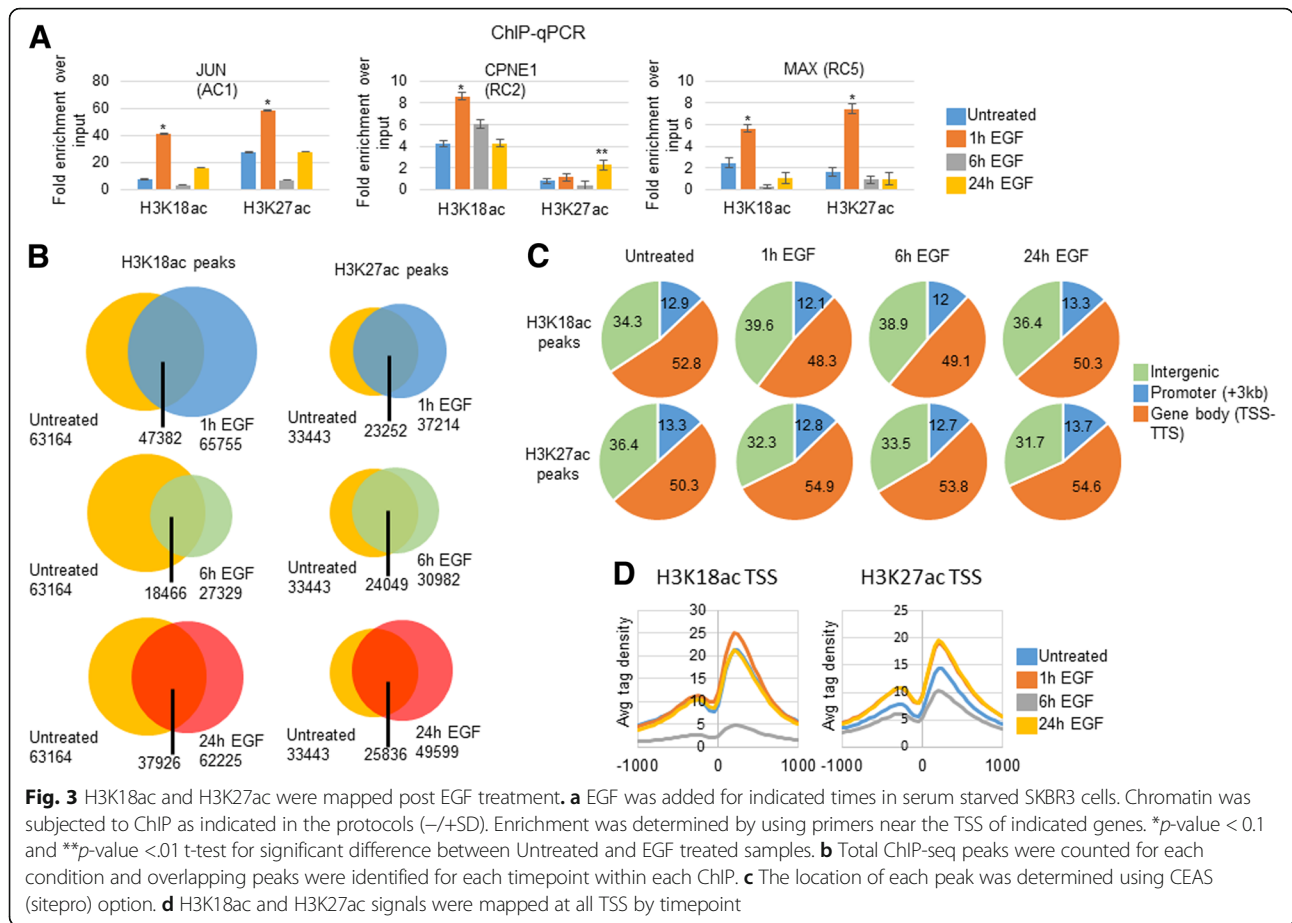 A
ChIP-qPCR
JUN
(AC1)
Fold enrichment over
input
80
60
40
20
0
*
*
H3K18ac
H3K27ac
CPNE1
(RC2)
Fold enrichment over
input
10
8
6
4
2
0
*
**
H3K18ac
H3K27ac
MAX (RC5)
Fold enrichment over
input
10
8
6
4
2
0
*
*
H3K18ac
H3K27ac
Untreated
1h EGF
6h EGF
24h EGF
B
H3K18ac peaks
H3K27ac peaks
Untreated
63164
47382
1h EGF
65755
Untreated
33443
23252
1h EGF
37214
Untreated
63164
18466
6h EGF
27329
Untreated
33443
24049
6h EGF
30982
Untreated
63164
37926
24h EGF
62225
Untreated
33443
25836
24h EGF
49599
C
Untreated
1h EGF
6h EGF
24h EGF
H3K18ac
peaks
34.3
12.9
52.8
39.6
12.1
48.3
38.9
12
49.1
36.4
13.3
50.3
H3K27ac
peaks
36.4
13.3
50.3
32.3
12.8
54.9
33.5
12.7
53.8
31.7
13.7
54.6
Intergenic
Promoter (+3kb)
Gene body (TSS-
TTS)
D
H3K18ac TSS
Avg tag density
30
25
20
15
10
5
0
-1000
0
1000
H3K27ac TSS
Avg tag density
25
20
15
10
5
0
-1000
0
1000
Untreated
1h EGF
6h EGF
24h EGF
Fig. 3 H3K18ac and H3K27ac were mapped post EGF treatment. a EGF was added for indicated times in serum starved SKBR3 cells. Chromatin was
subjected to ChIP as indicated in the protocols (−/+SD). Enrichment was determined by using primers near the TSS of indicated genes. *p-value < 0.1
and **p-value <.01 t-test for significant difference between Untreated and EGF treated samples. b Total ChIP-seq peaks were counted for each
condition and overlapping peaks were identified for each timepoint within each ChIP. c The location of each peak was determined using CEAS
(sitepro) option. d H3K18ac and H3K27ac signals were mapped at all TSS by timepoint